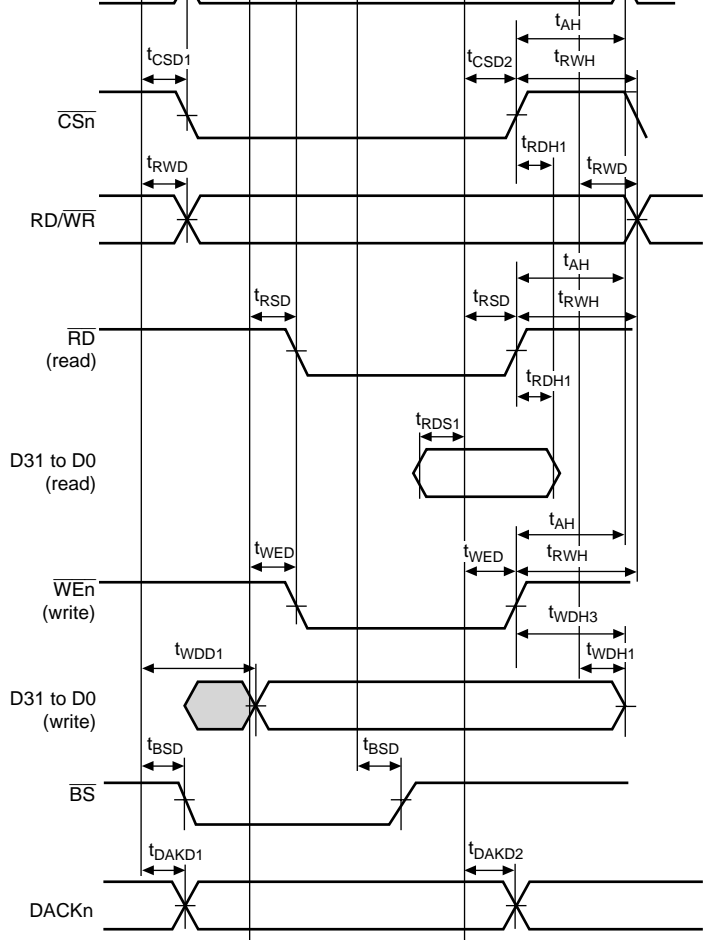 tAH
tCSD1 tCSD2 tRWH
CSn
tRDH1
tRWD tRWD
RD/WR
tAH
tRSD tRSD tRWH
RD
(read)
tRDH1
tRDS1
D31 to D0
(read)
tAH
tWED tWED tRWH
WEn
(write)
tWDH3
tWDD1 tWDH1
D31 to D0
(write)
tBSD tBSD
BS
tDAKD1 tDAKD2
DACKn